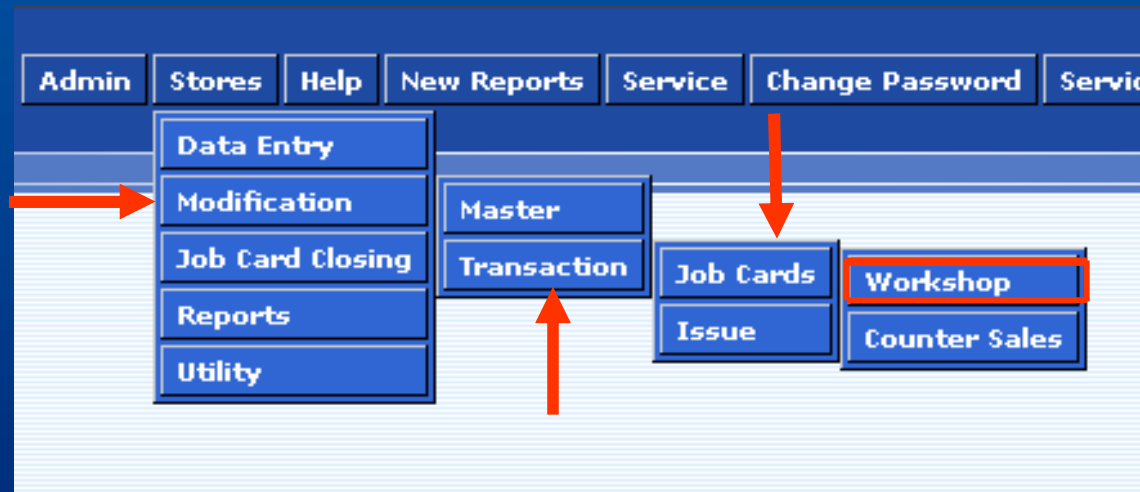 Admin Stores Help New Reports Service Change Password
Data Entry
Modification
Job Card Closing
Reports
Utility
Master
Transaction
Job Cards
Issue
Workshop
Counter Sales